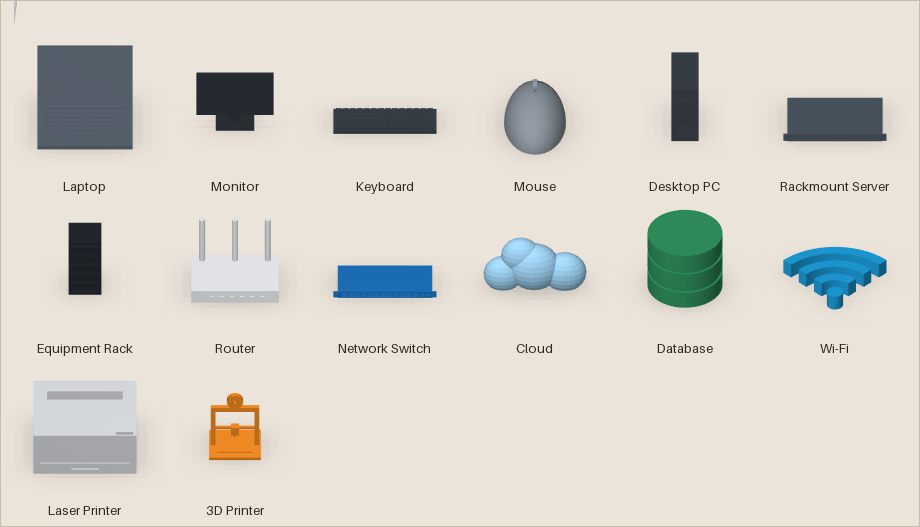 Laptop
Monitor
Keyboard
Mouse
Desktop PC
Rackmount Server
Equipment Rack
Router
Network Switch
Cloud
Database
Wi-Fi
Laser Printer
3D Printer